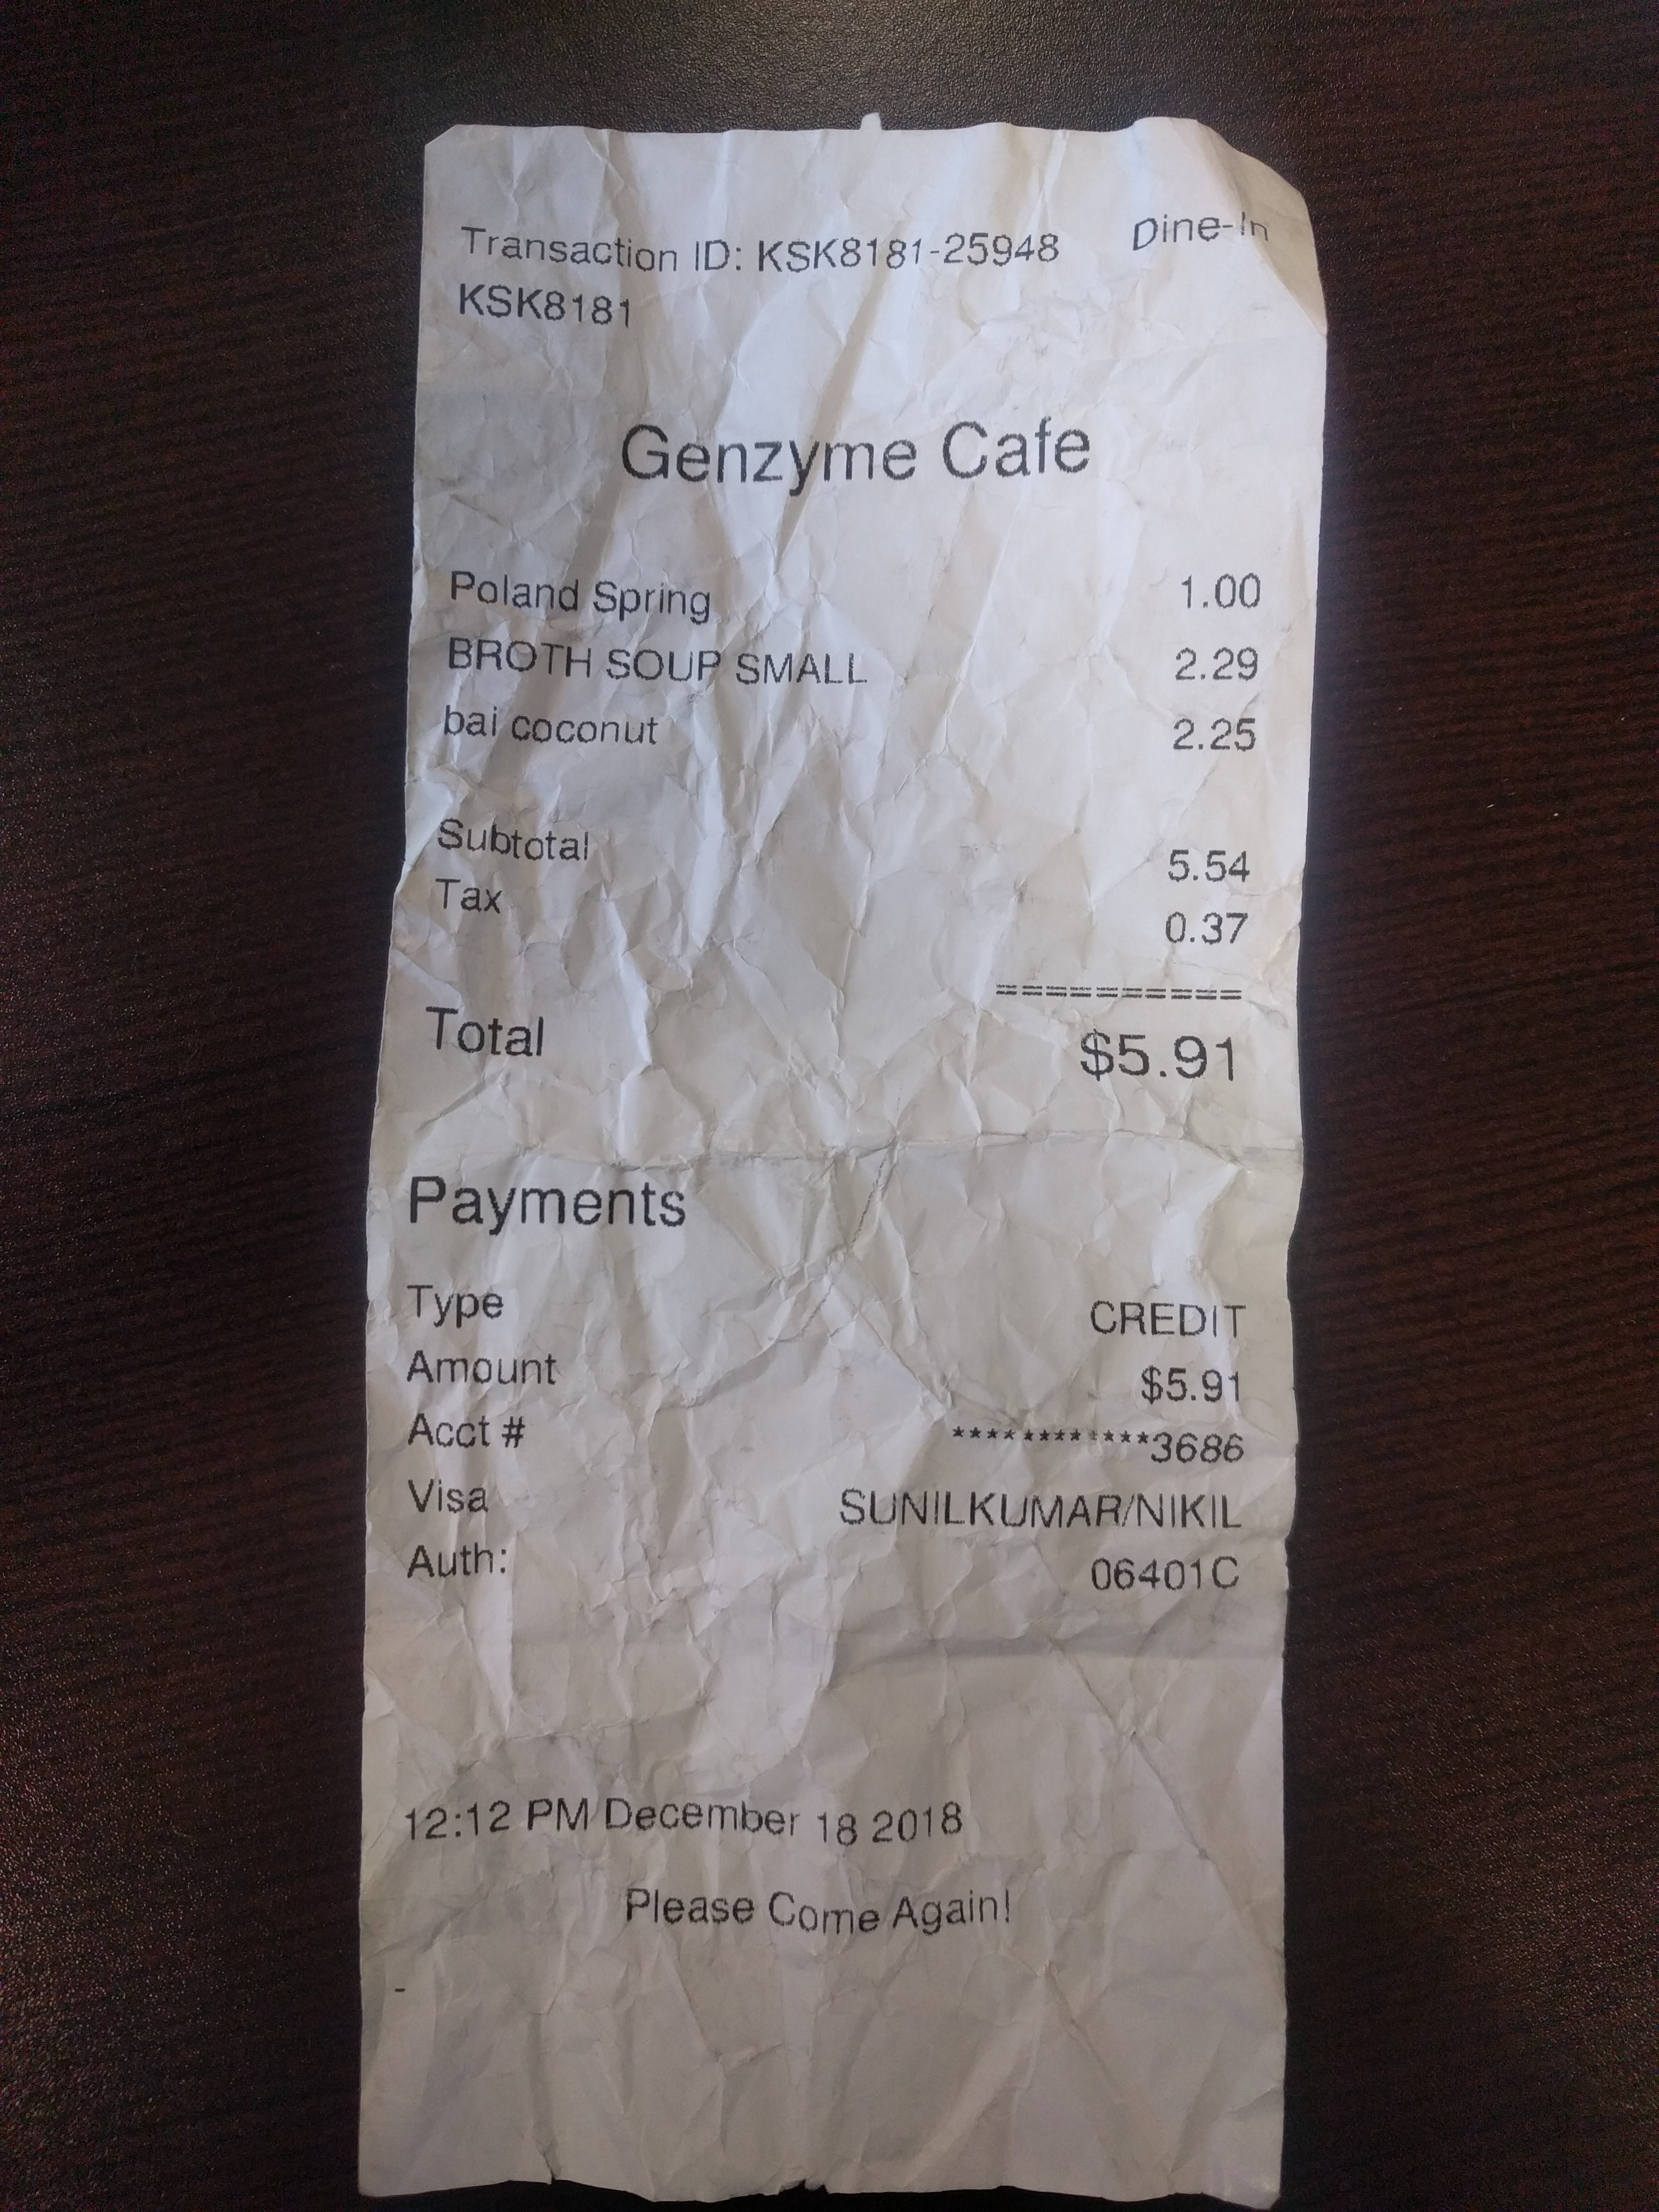 Transaction ID: KSK8181-25948 Dine-In
KSK8181
Genzyme Cafe
Poland Spring 1.00
BROTH SOUP SMALL 2.29
bai coconut 2.25
Subtotal 5.54
Tax 0.37
==========
Total $5.91
Payments
Type CREDIT
Amount $5.91
Acct # ************3686
Visa SUNILKUMAR/NIKIL
Auth: 06401C
12:12 PM December 18 2018
Please Come Again!
-